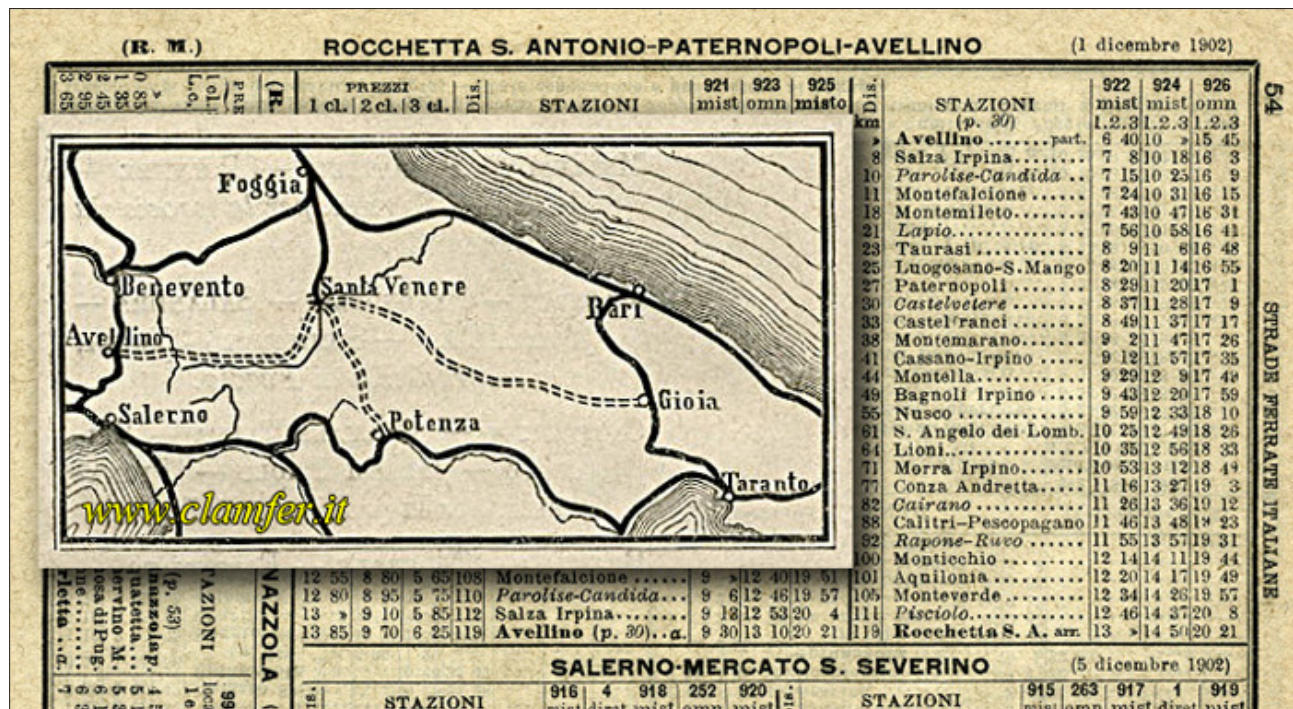 (R. M.) ROCCHETTA S. ANTONIO-PATERNOPOLI-AVELLINO (1 dicembre 1902)
54
STRADE FERRATE ITALIANE
PREZZI
1 cl. 2 cl. 3 cl. Dis. STAZIONI 921 mist 923 omn 925 misto
Foggia
Benevento
Santa Venere
Bari
Avellino
Salerno
Potenza
Gioia
Taranto
www.clamfer.it
12 55 8 80 5 65 108 Montefalcione ...... 9 » 12 40 19 51
12 80 8 95 5 75 110 Parolise-Candida... 9 6 12 46 19 57
13 » 9 10 5 85 112 Salza Irpina........ 9 12 12 53 20 4
13 85 9 70 6 25 119 Avellino (p. 30)..a. 9 30 13 10 20 21
Dis. STAZIONI 922 924 926
mist mist omn
km (p. 30) 1.2.3 1.2.3 1.2.3
» Avellino .......part. 6 40 10 » 15 45
8 Salza Irpina........ 7 8 10 18 16 3
10 Parolise-Candida .. 7 15 10 25 16 9
11 Montefalcione ...... 7 24 10 31 16 15
18 Montemileto........ 7 43 10 47 16 31
21 Lapio............. 7 56 10 58 16 41
23 Taurasi ........... 8 9 11 6 16 48
25 Luogosano-S.Mango 8 20 11 14 16 55
27 Paternopoli ........ 8 29 11 20 17 1
30 Castelvetere ....... 8 37 11 28 17 9
33 Castelfranci ........ 8 49 11 37 17 17
38 Montemarano....... 9 2 11 47 17 26
41 Cassano-Irpino ..... 9 12 11 57 17 35
44 Montella............ 9 29 12 9 17 49
49 Bagnoli Irpino ..... 9 43 12 20 17 59
55 Nusco ............. 9 59 12 33 18 10
61 S. Angelo dei Lomb. 10 25 12 49 18 26
64 Lioni.............. 10 35 12 56 18 33
71 Morra Irpino....... 10 53 13 12 18 49
77 Conza Andretta..... 11 16 13 27 19 3
82 Cairano ........... 11 26 13 36 19 12
88 Calitri-Pescopagano 11 46 13 48 19 23
92 Rapone-Ruvo ...... 11 55 13 57 19 31
100 Monticchio ........ 12 14 14 11 19 44
101 Aquilonia .......... 12 20 14 17 19 49
105 Monteverde ........ 12 34 14 26 19 57
111 Pisciolo............ 12 46 14 37 20 8
119 Rocchetta S. A. arr. 13 » 14 50 20 21
SALERNO-MERCATO S. SEVERINO (5 dicembre 1902)
STAZIONI 916 4 918 252 920
STAZIONI 915 263 917 1 919